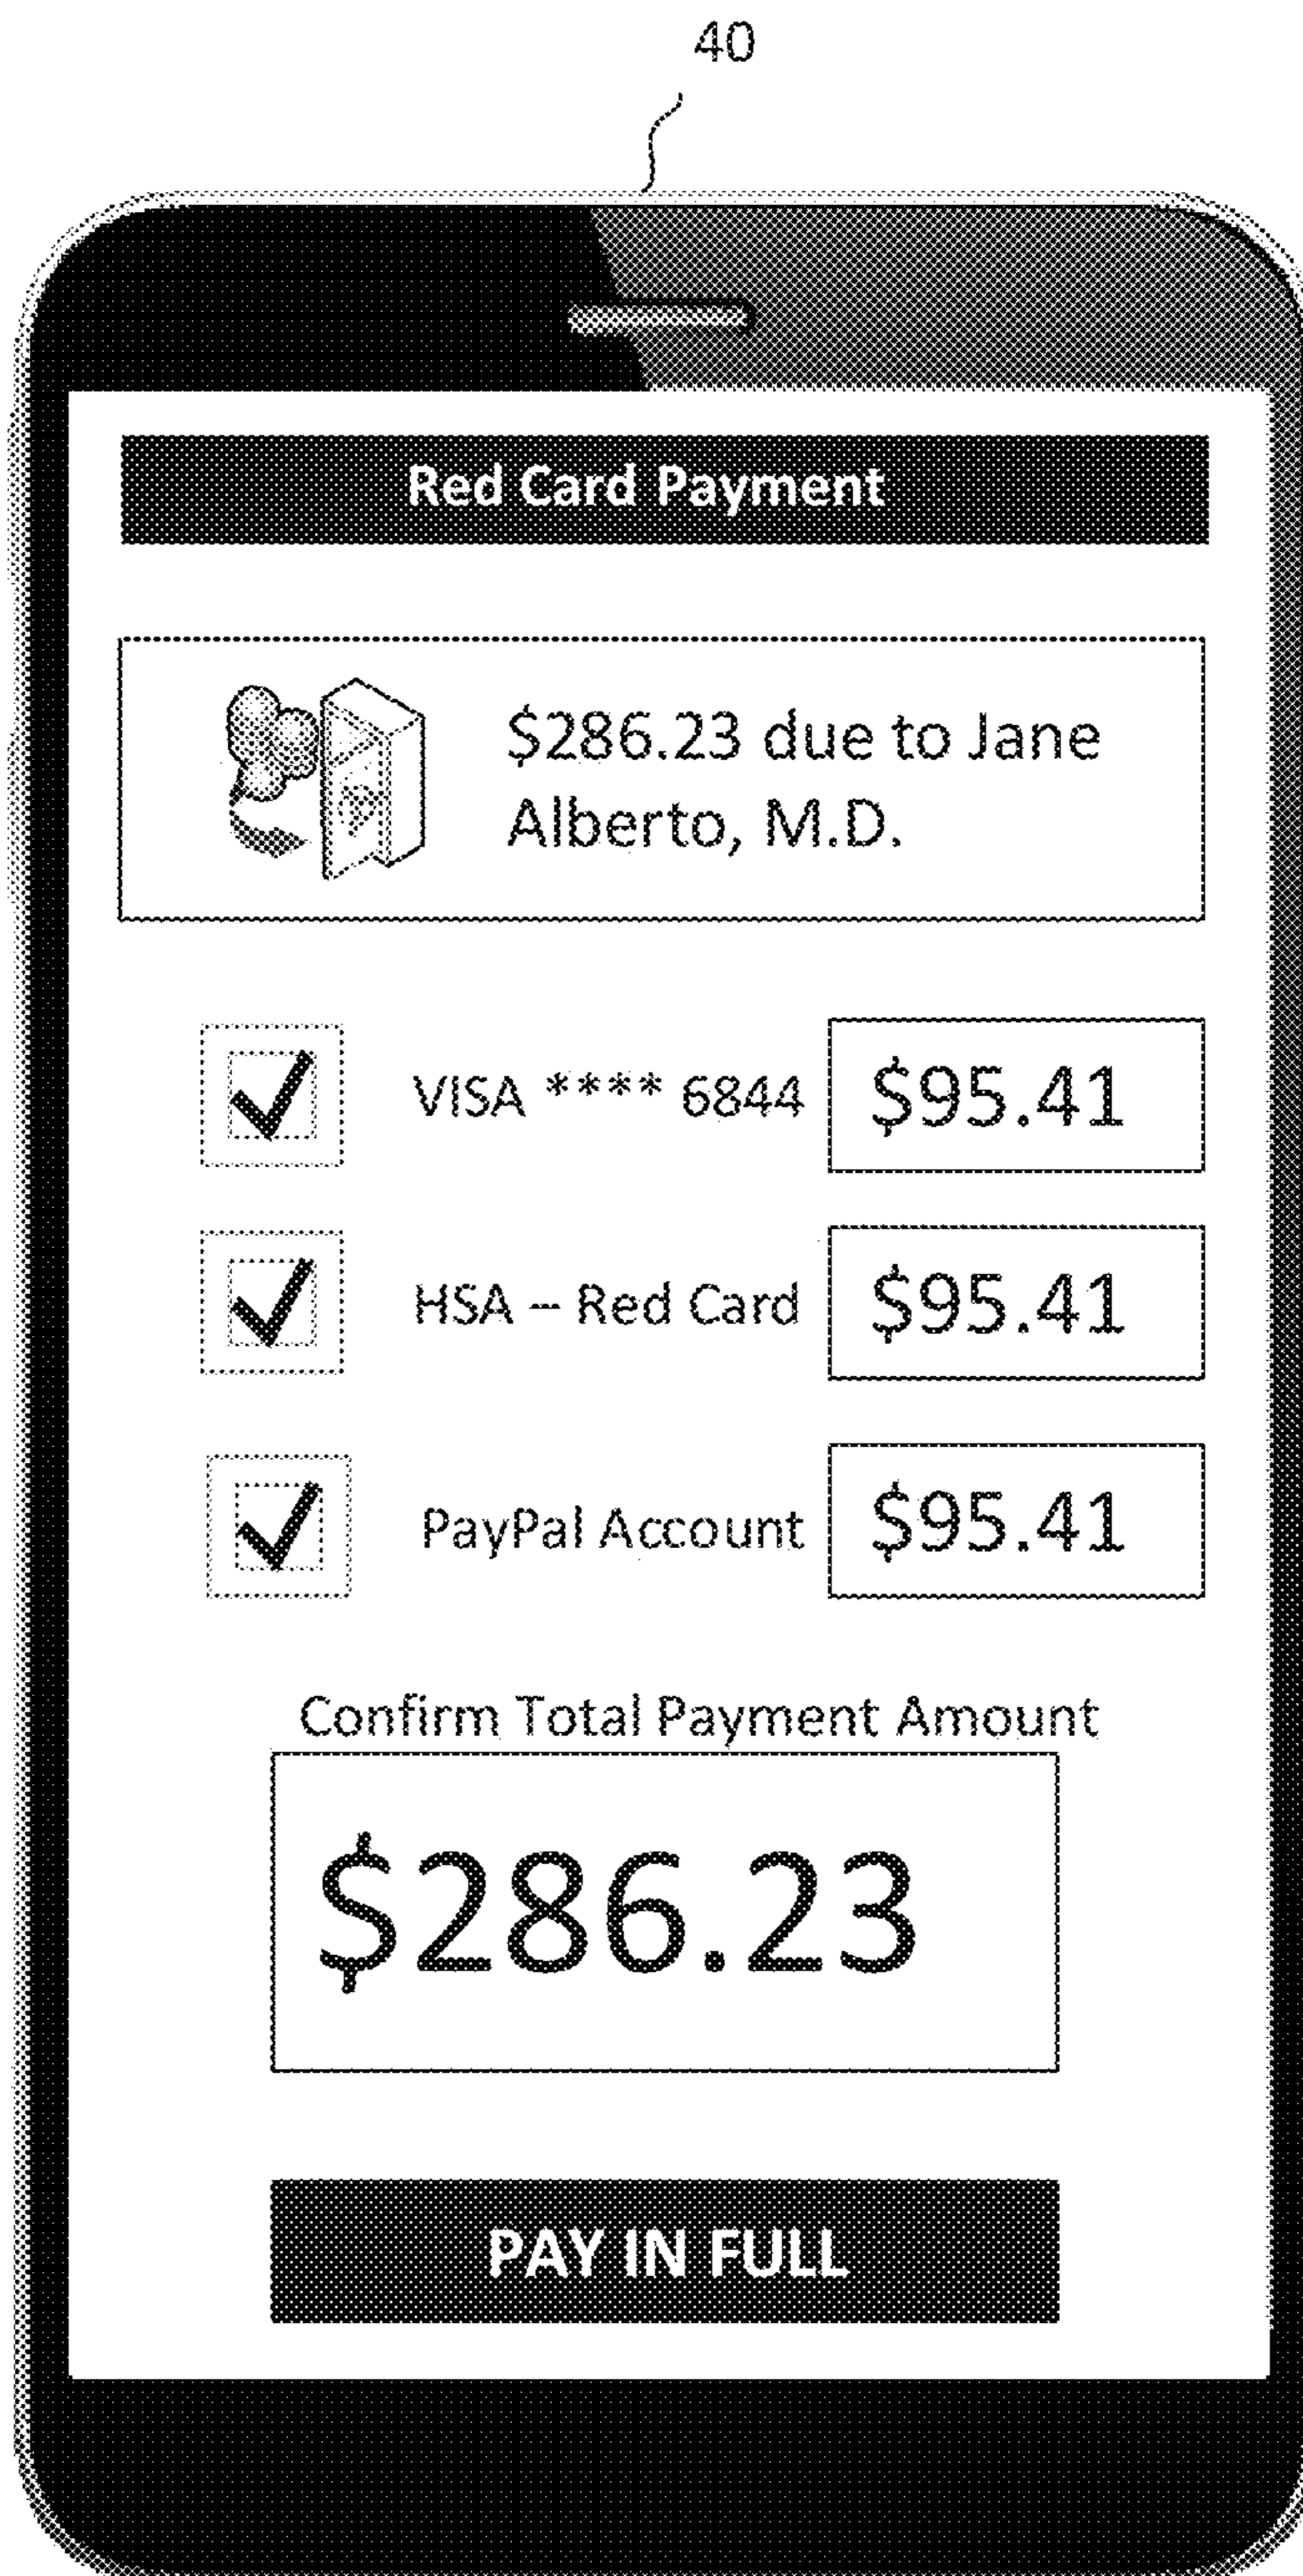 40
Red Card Payment
$286.23 due to Jane
Alberto, M.D.
VISA **** 6844 $95.41
HSA – Red Card $95.41
PayPal Account $95.41
Confirm Total Payment Amount
$286.23
PAY IN FULL